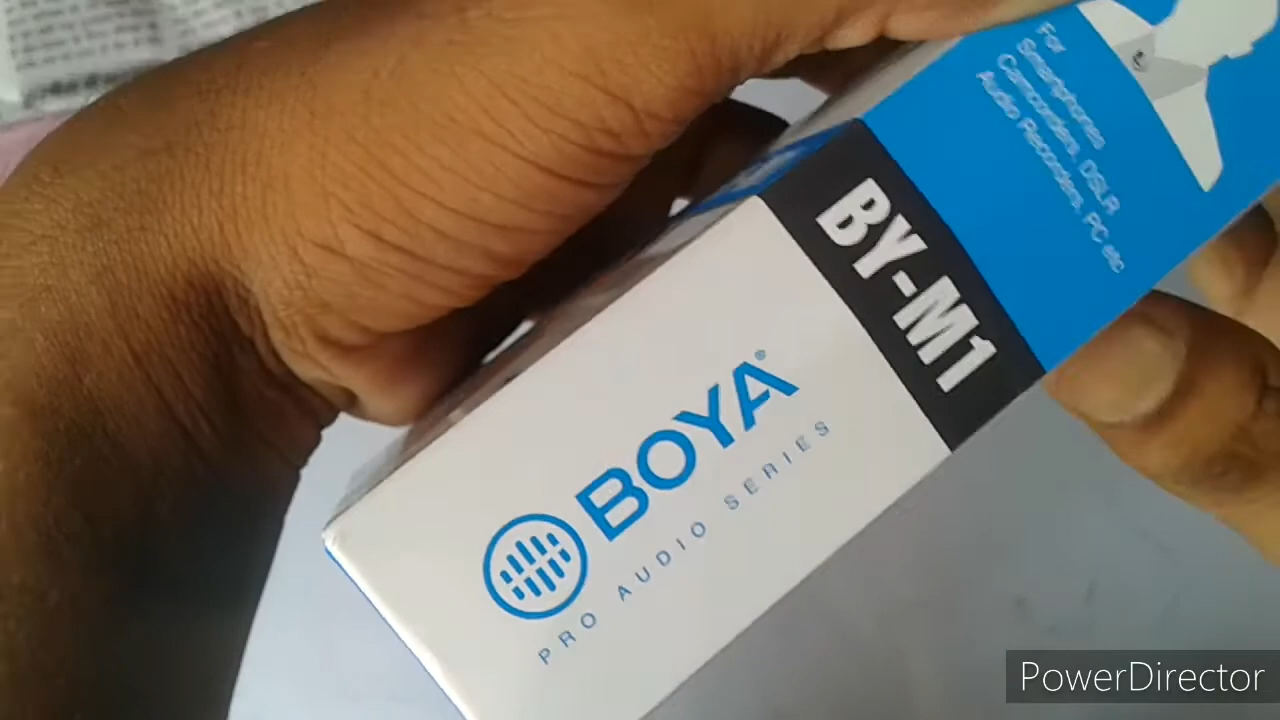 For
Smartphones
Camcorders, DSLR
Audio Recorders, PC etc
BY-M1
BOYA®
PRO AUDIO SERIES
PowerDirector